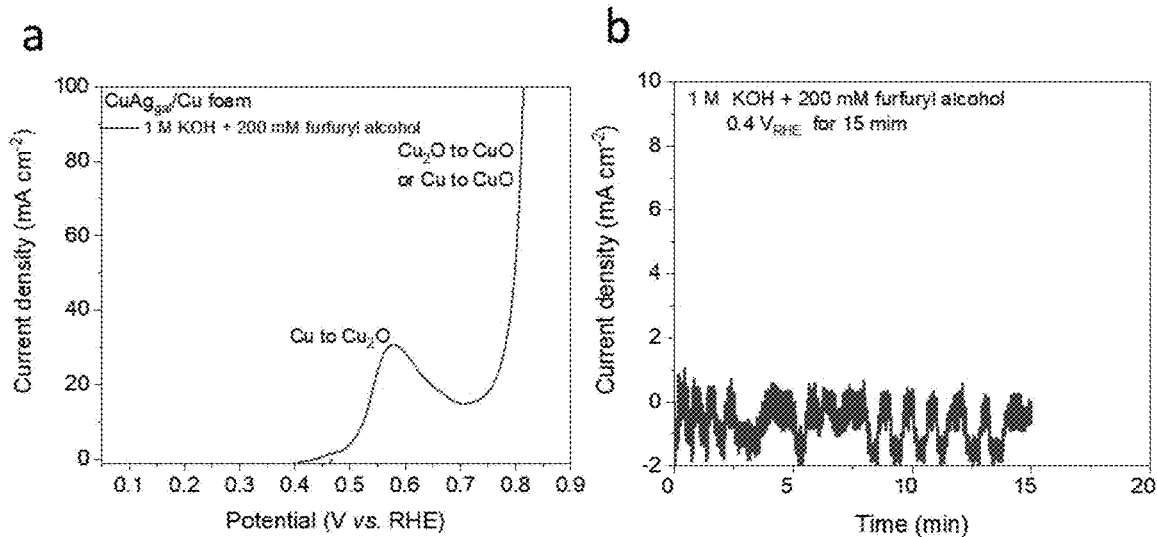 a
100
80
60
40
20
0
Current density (mA cm⁻²)
CuAg_gal/Cu foam
1 M KOH + 200 mM furfuryl alcohol
Cu₂O to CuO
or Cu to CuO
Cu to Cu₂O
0.1 0.2 0.3 0.4 0.5 0.6 0.7 0.8 0.9
Potential (V vs. RHE)
b
10
8
6
4
2
0
-2
Current density (mA cm⁻²)
1 M KOH + 200 mM furfuryl alcohol
0.4 V_RHE for 15 mim
0 5 10 15 20
Time (min)